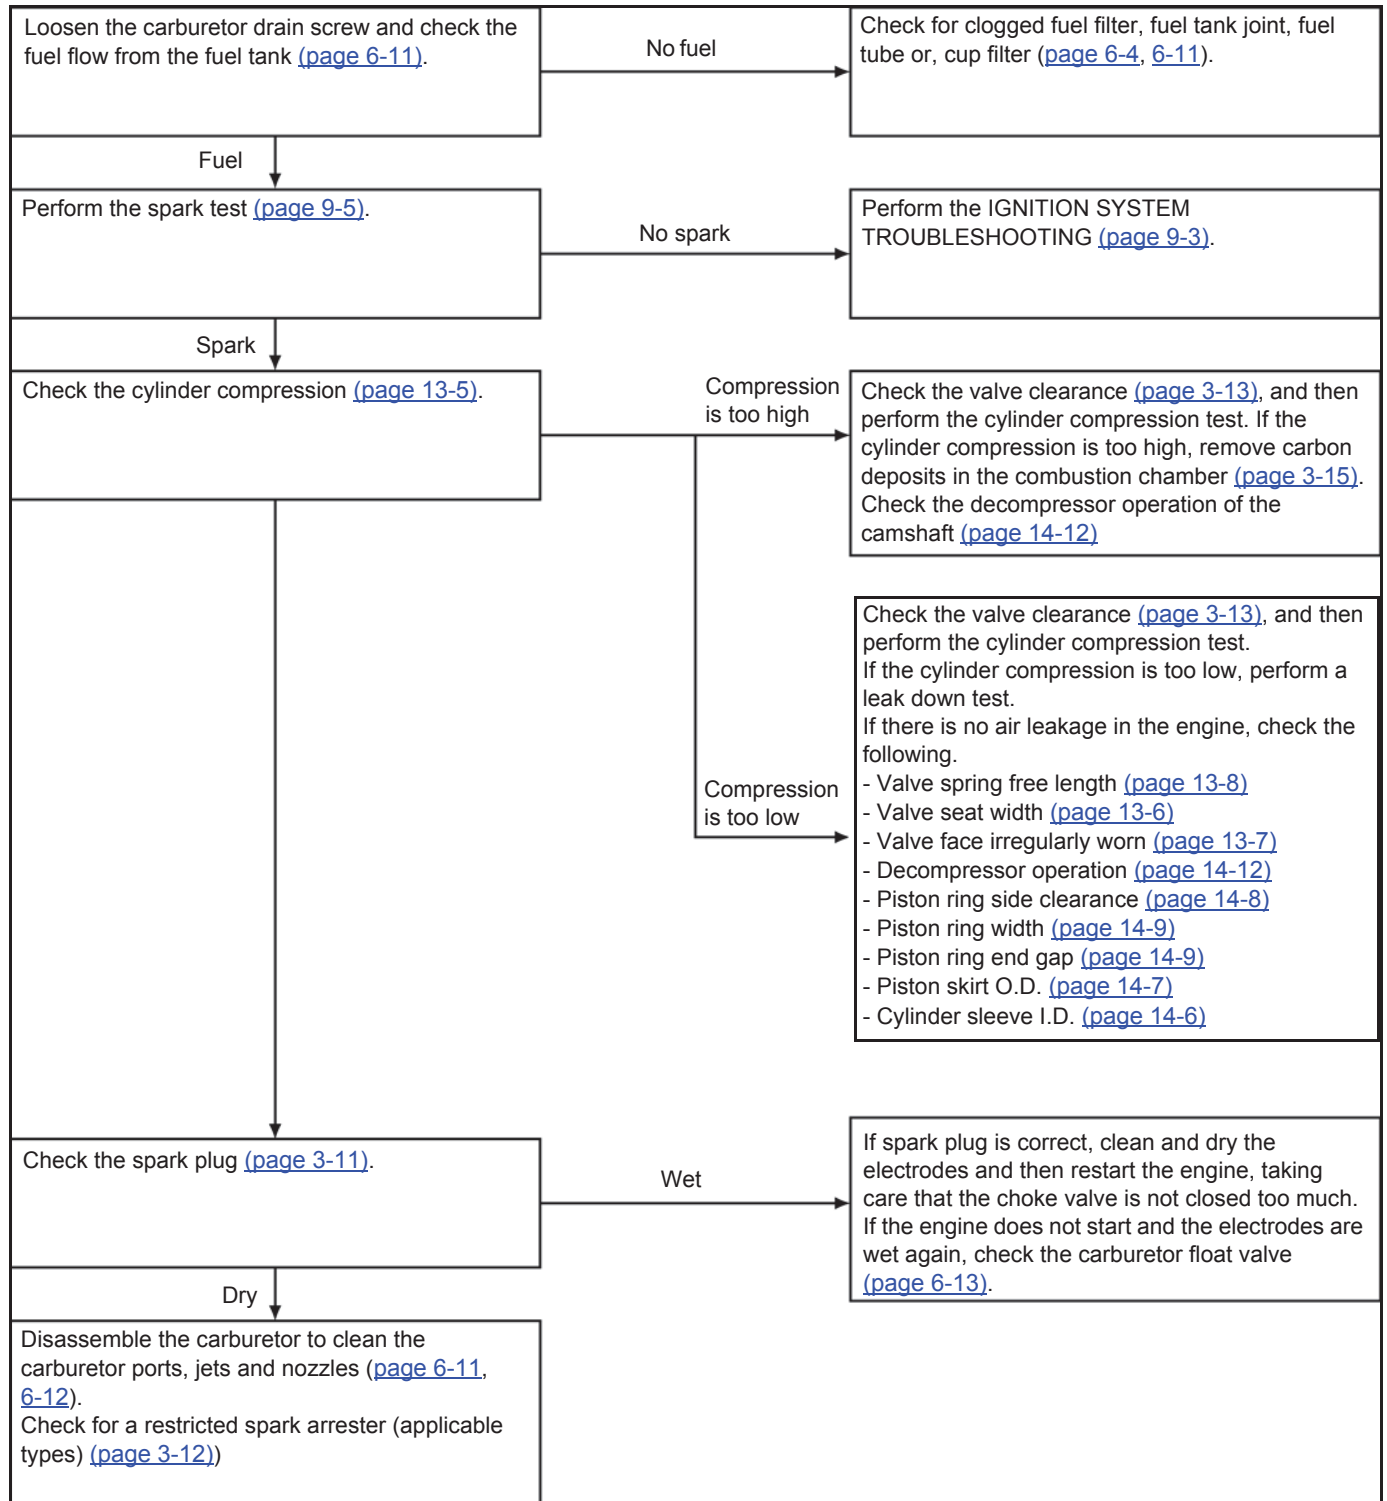 Loosen the carburetor drain screw and check the
fuel flow from the fuel tank (page 6-11).
No fuel
Check for clogged fuel filter, fuel tank joint, fuel
tube or, cup filter (page 6-4, 6-11).
Fuel
Perform the spark test (page 9-5).
No spark
Perform the IGNITION SYSTEM
TROUBLESHOOTING (page 9-3).
Spark
Check the cylinder compression (page 13-5).
Compression
is too high
Check the valve clearance (page 3-13), and then
perform the cylinder compression test. If the
cylinder compression is too high, remove carbon
deposits in the combustion chamber (page 3-15).
Check the decompressor operation of the
camshaft (page 14-12)
Compression
is too low
Check the valve clearance (page 3-13), and then
perform the cylinder compression test.
If the cylinder compression is too low, perform a
leak down test.
If there is no air leakage in the engine, check the
following.
- Valve spring free length (page 13-8)
- Valve seat width (page 13-6)
- Valve face irregularly worn (page 13-7)
- Decompressor operation (page 14-12)
- Piston ring side clearance (page 14-8)
- Piston ring width (page 14-9)
- Piston ring end gap (page 14-9)
- Piston skirt O.D. (page 14-7)
- Cylinder sleeve I.D. (page 14-6)
Check the spark plug (page 3-11).
Wet
If spark plug is correct, clean and dry the
electrodes and then restart the engine, taking
care that the choke valve is not closed too much.
If the engine does not start and the electrodes are
wet again, check the carburetor float valve
(page 6-13).
Dry
Disassemble the carburetor to clean the
carburetor ports, jets and nozzles (page 6-11,
6-12).
Check for a restricted spark arrester (applicable
types) (page 3-12))